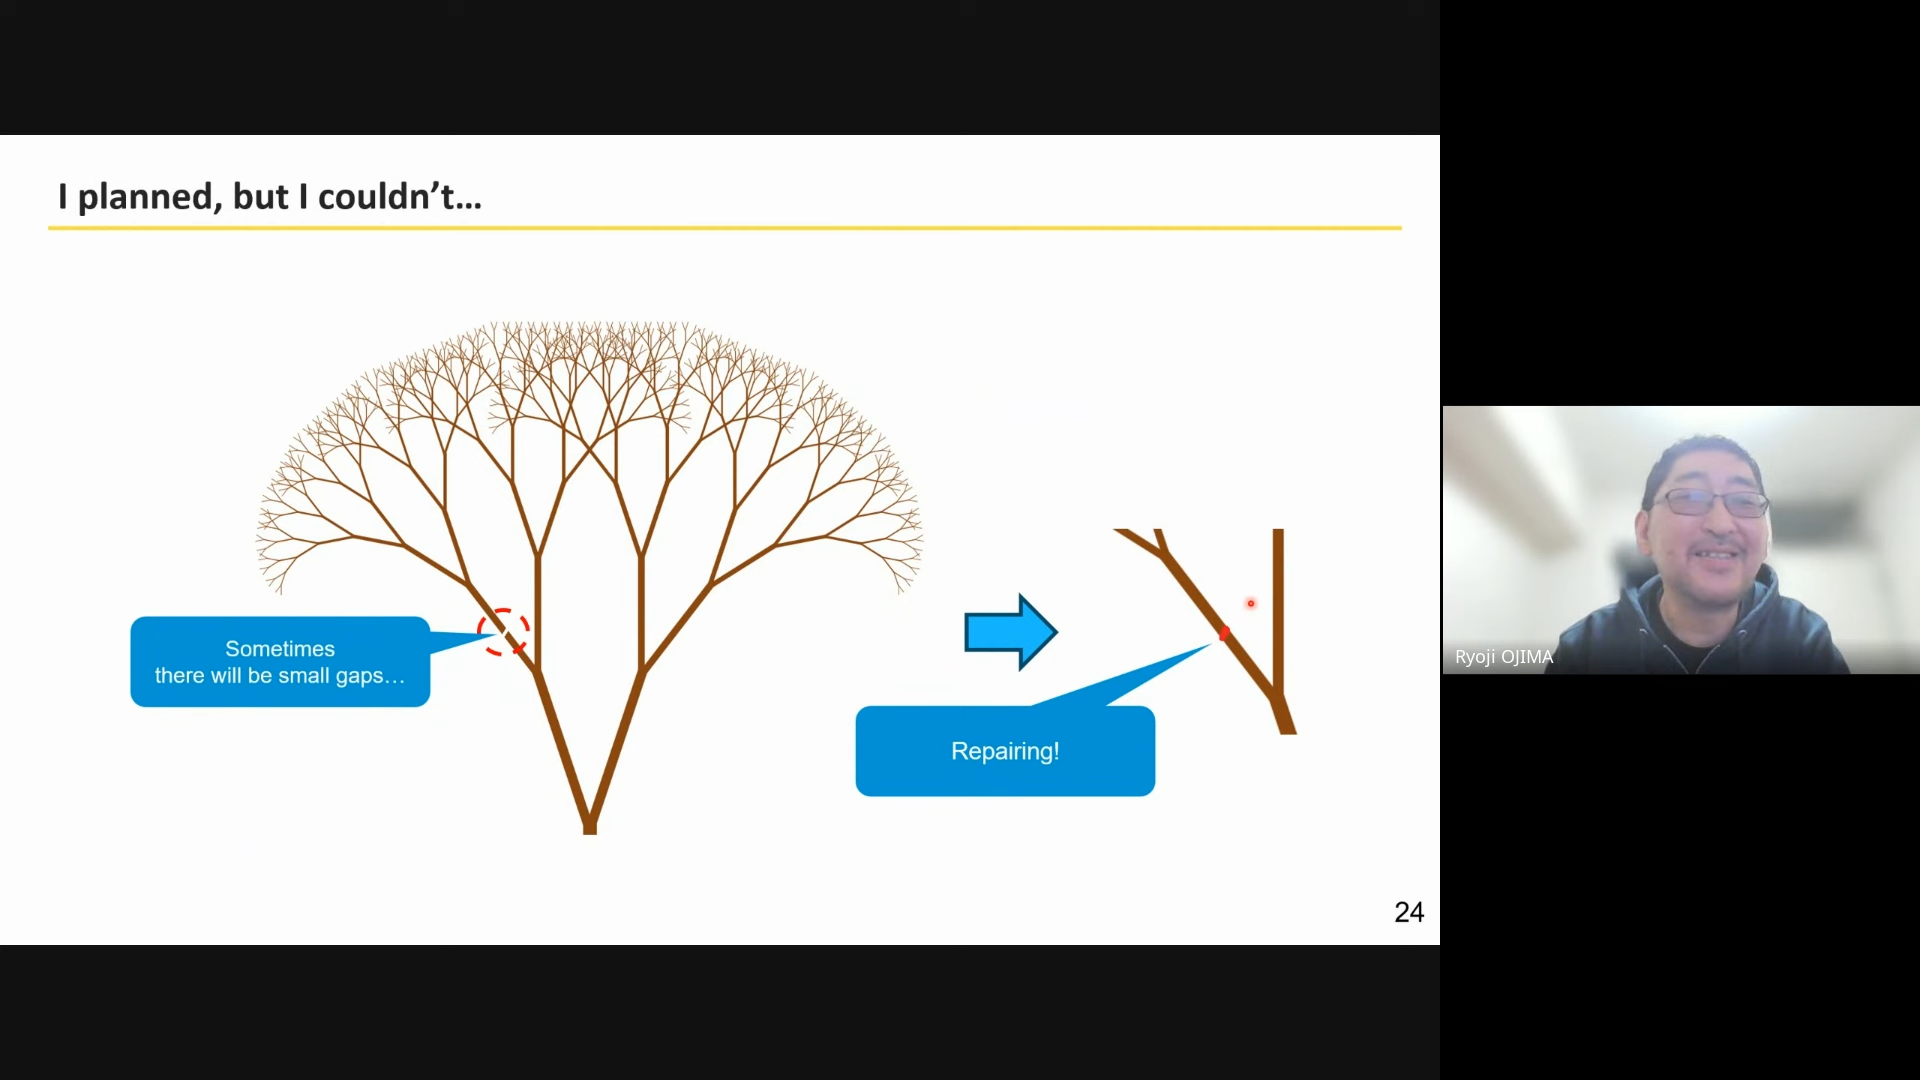 I planned, but I couldn’t...
Sometimes
there will be small gaps...
Repairing!
24
Ryoji OJIMA